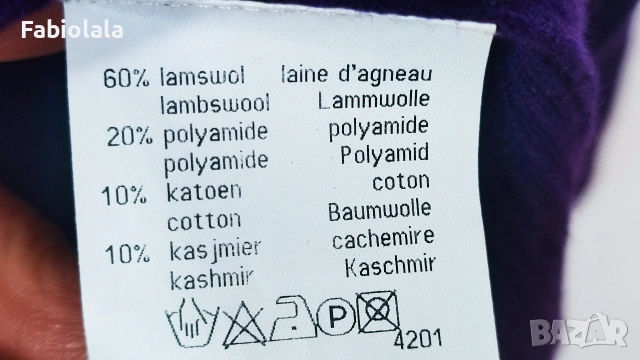 Fabiolala
60% lamswol laine d'agneau
lambswool Lammwolle
20% polyamide polyamide
polyamide Polyamid
10% katoen coton
cotton Baumwolle
10% kasjmier cachemire
kashmir Kaschmir
P
4201
BAZAR